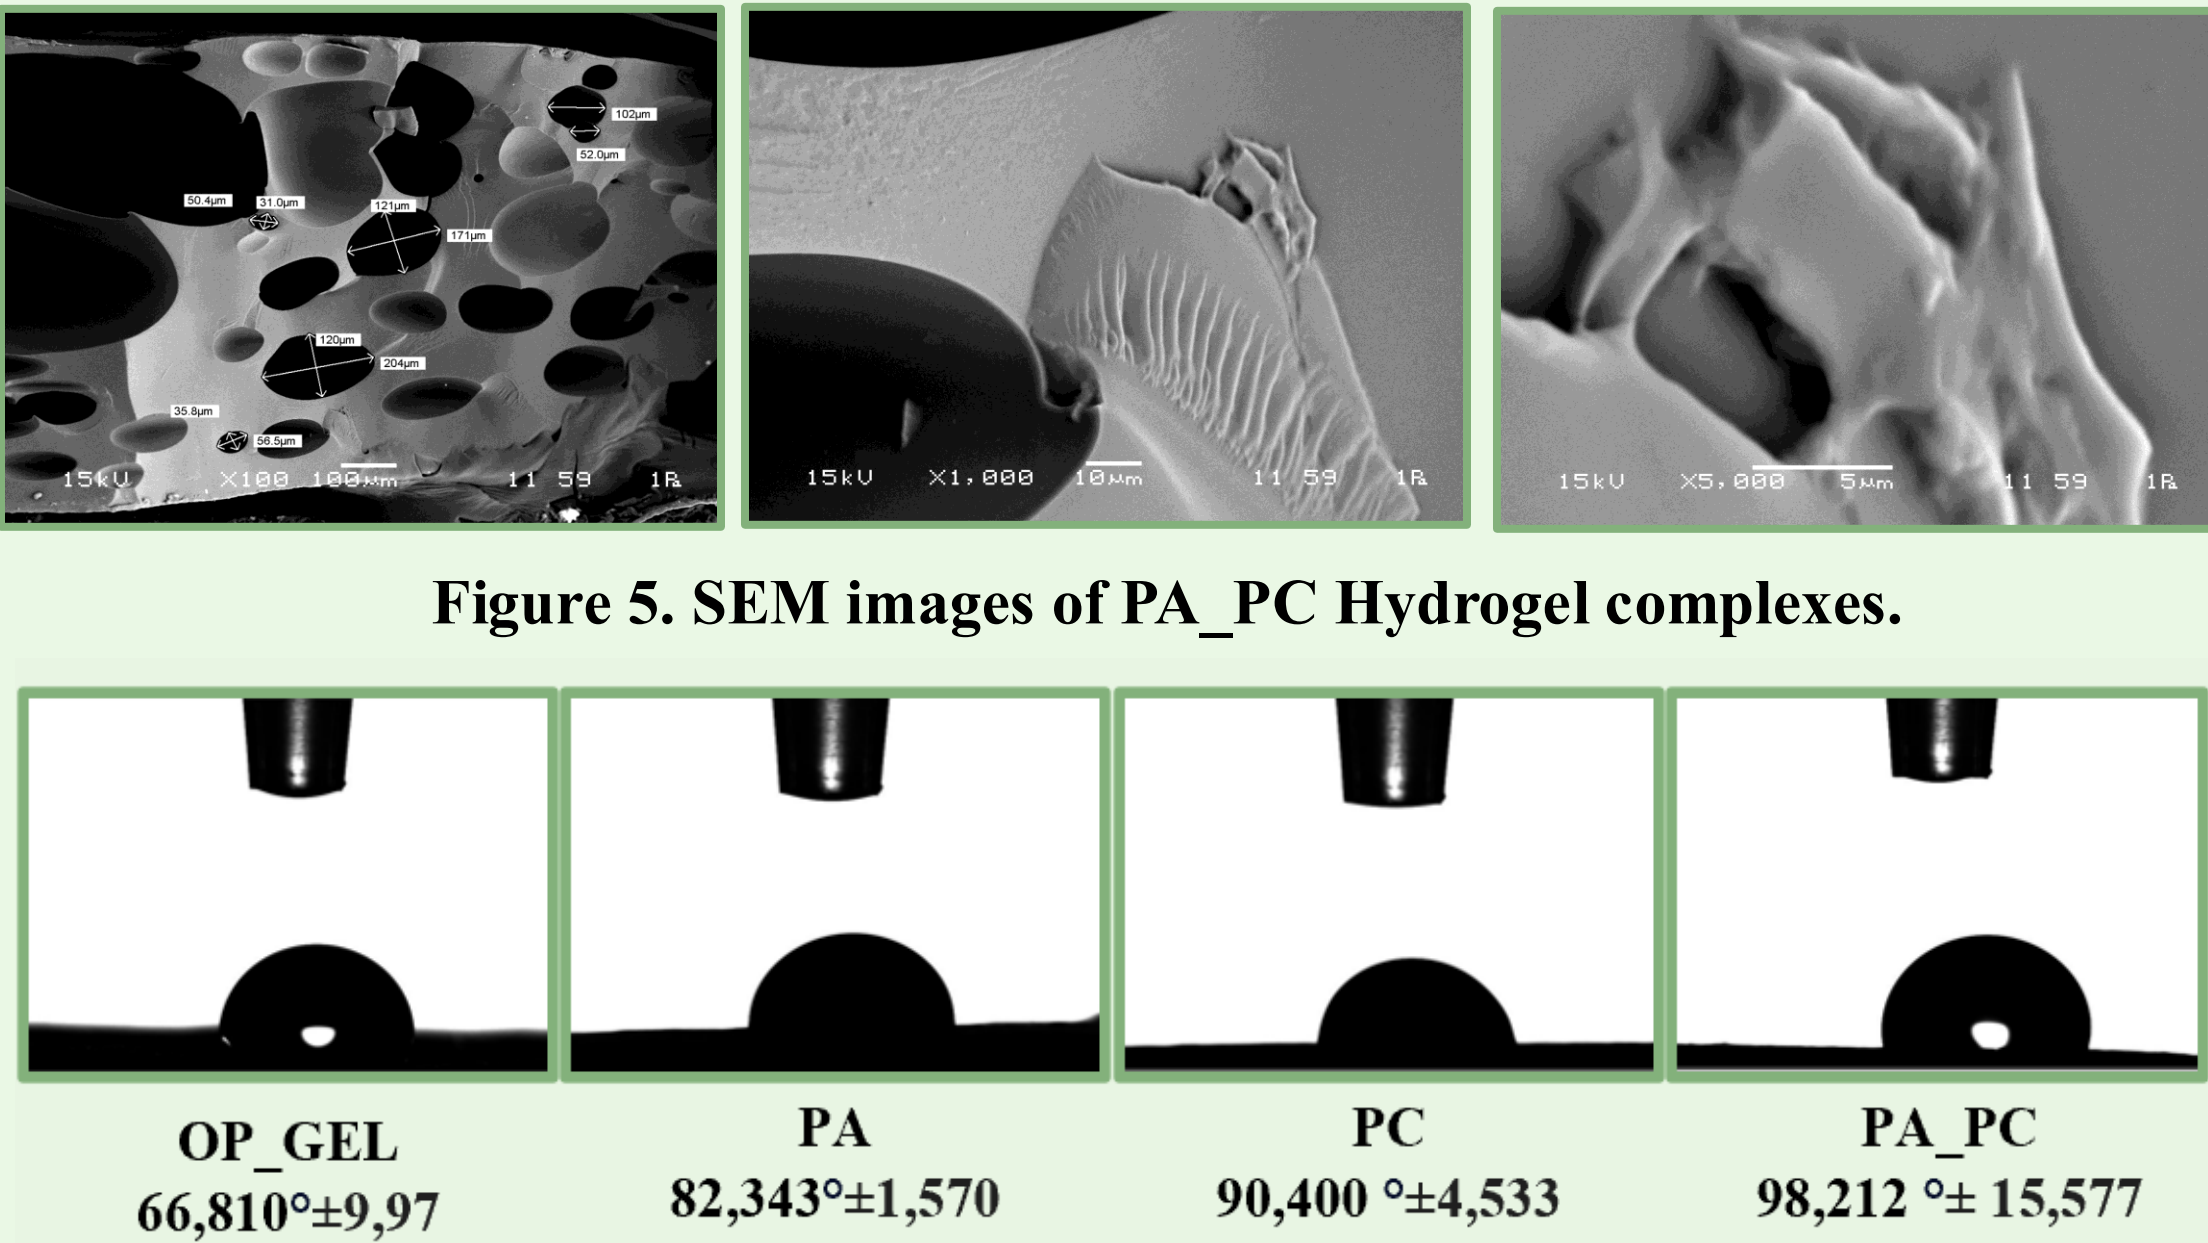 102µm
52.0µm
50.4µm
31.0µm
121µm
171µm
120µm
204µm
35.8µm
56.5µm
15kV X100 100µm 11 59 1R
15kV X1,000 10µm 11 59 1R
15kV X5,000 5µm 11 59 1R
Figure 5. SEM images of PA_PC Hydrogel complexes.
OP_GEL
66,810°±9,97
PA
82,343°±1,570
PC
90,400 °±4,533
PA_PC
98,212 °± 15,577